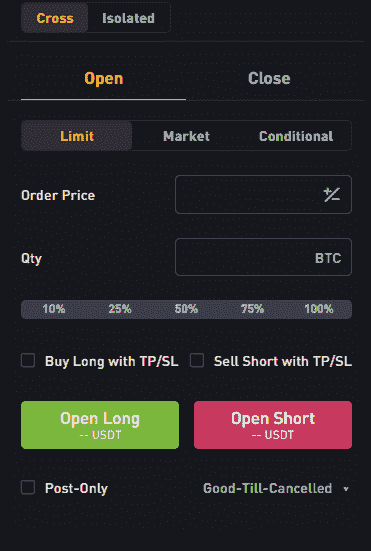 Cross Isolated
Open Close
Limit Market Conditional
Order Price
Qty BTC
10% 25% 50% 75% 100%
Buy Long with TP/SL Sell Short with TP/SL
Open Long Open Short
-- USDT -- USDT
Post-Only Good-Till-Cancelled